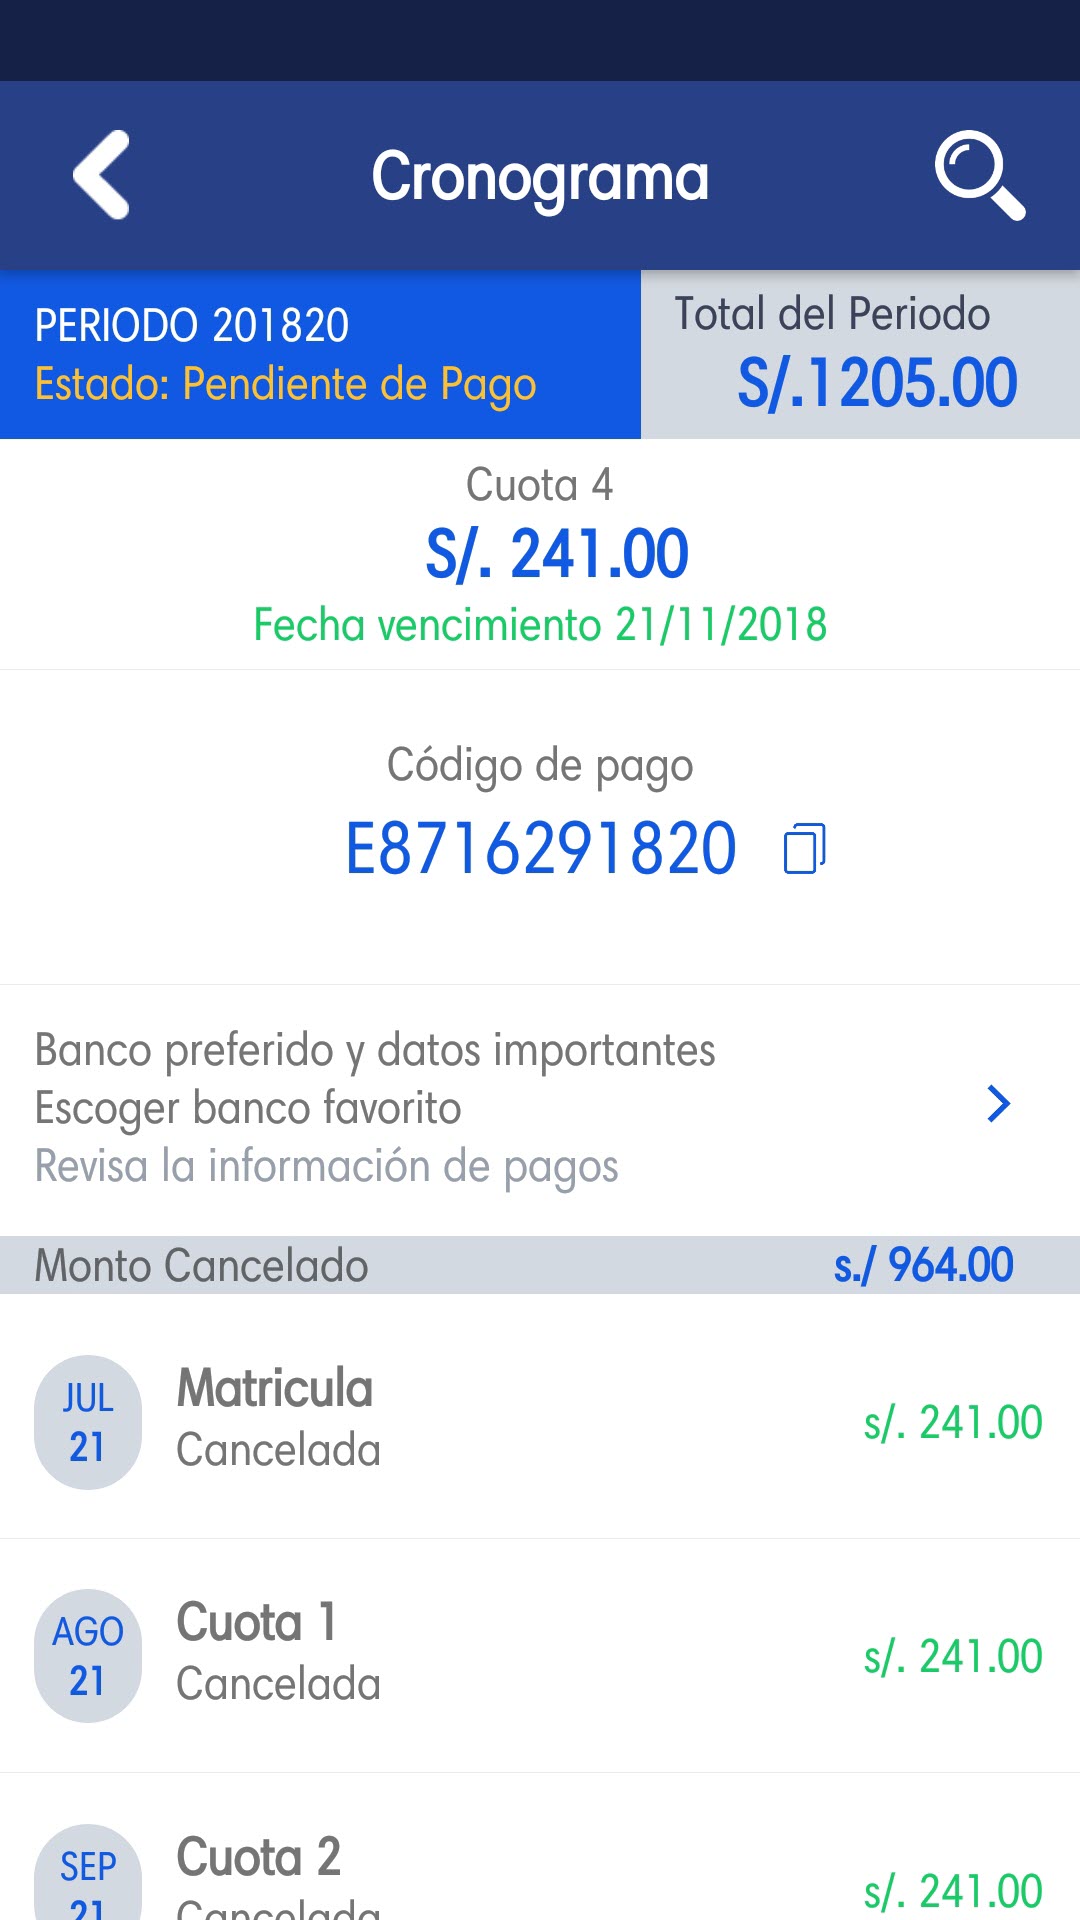 Cronograma
PERIODO 201820
Estado: Pendiente de Pago
Total del Periodo
S/.1205.00
Cuota 4
S/. 241.00
Fecha vencimiento 21/11/2018
Código de pago
E8716291820
Banco preferido y datos importantes
Escoger banco favorito
Revisa la información de pagos
Monto Cancelado s./ 964.00
JUL
21
Matricula
Cancelada
s/. 241.00
AGO
21
Cuota 1
Cancelada
s/. 241.00
SEP
21
Cuota 2
Cancelada
s/. 241.00